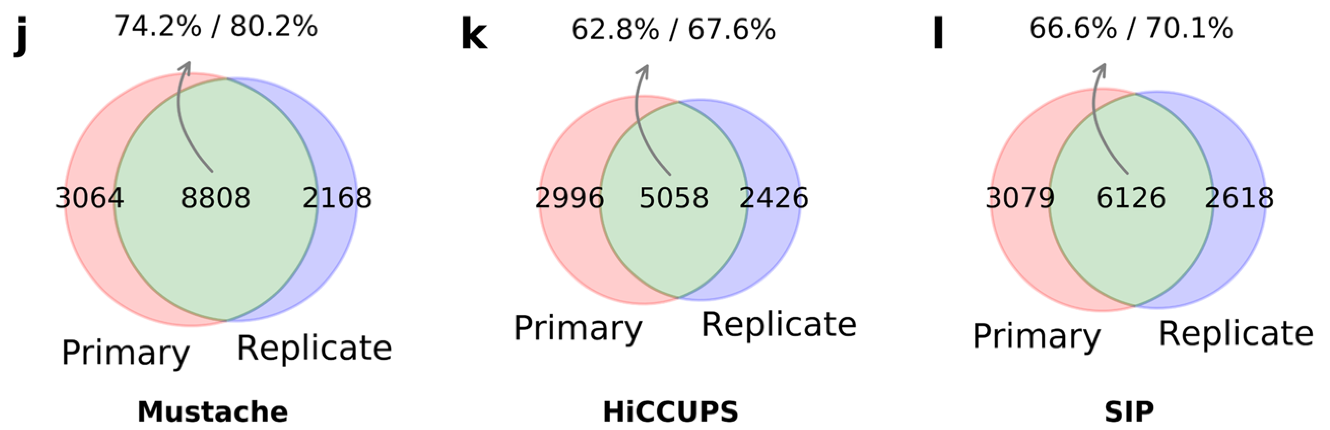 j
74.2% / 80.2%
3064 8808 2168
Primary Replicate
Mustache
k
62.8% / 67.6%
2996 5058 2426
Primary Replicate
HiCCUPS
l
66.6% / 70.1%
3079 6126 2618
Primary Replicate
SIP